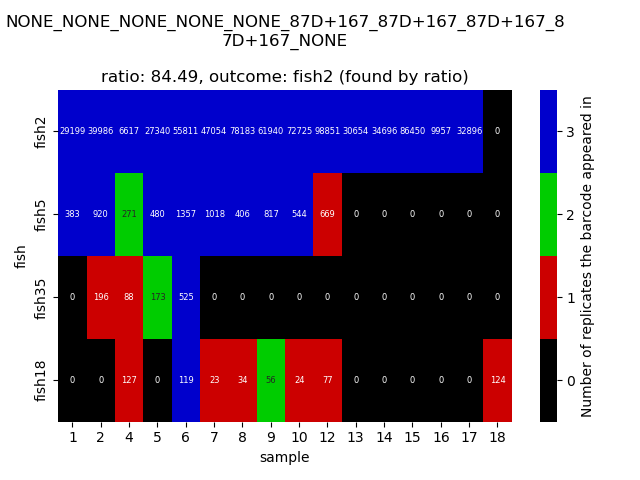 NONE_NONE_NONE_NONE_NONE_87D+167_87D+167_87D+167_8
7D+167_NONE
ratio: 84.49, outcome: fish2 (found by ratio)
fish2 29199 39986 6617 27340 55811 47054 78183 61940 72725 98851 30654 34696 86450 9957 32896 0
fish5 383 920 271 480 1357 1018 406 817 544 669 0 0 0 0 0 0
fish35 0 196 88 173 525 0 0 0 0 0 0 0 0 0 0 0
fish18 0 0 127 0 119 23 34 56 24 77 0 0 0 0 0 124
1 2 4 5 6 7 8 9 10 12 13 14 15 16 17 18
sample
fish
3
2
1
0
Number of replicates the barcode appeared in